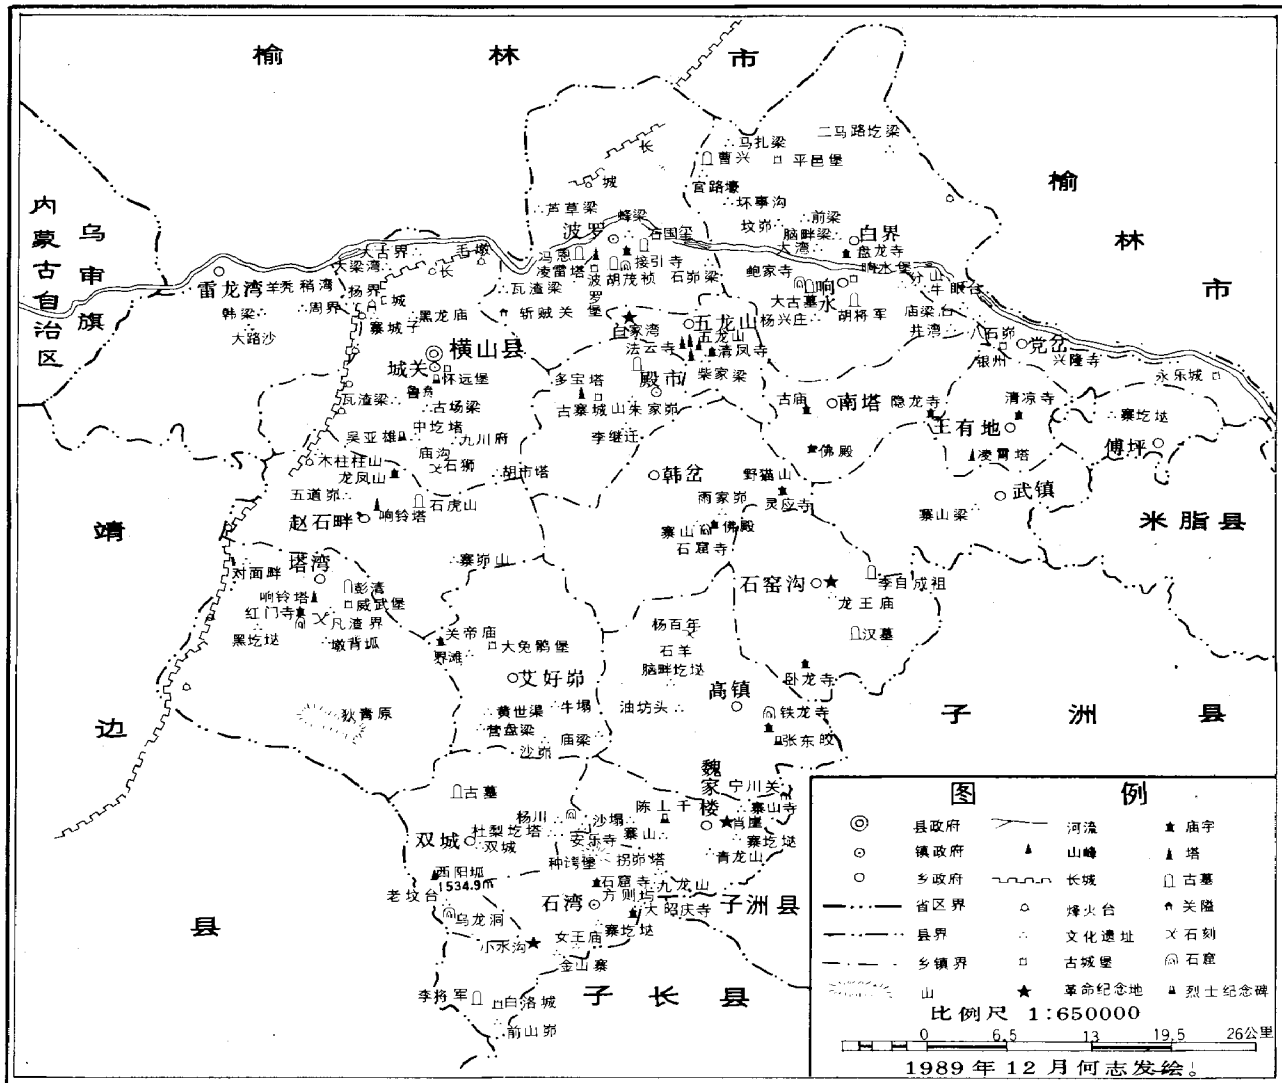 榆 林 市
二马路圪梁
马扎梁
曹兴
平邑堡
长
城
官路壕
榆
林
市
内蒙古自治区
乌审旗
芦草梁
坏事沟
蜂梁
坟峁
前梁
波罗
石国玺
脑畔梁
白界
大古界
毛墩
冯惪
大湾
盘龙寺
大梁湾
长
凌雷塔
接引寺
鲍家寺
响水堡
雷龙湾
羊秃稍湾
杨界
城
瓦渣梁
波罗堡
胡茂祯
石峁梁
响水
分山
牛眼台
韩梁
周界
大古墓
胡将军
庙梁台
寨城子
黑龙庙
斩贼关
白家湾
五龙山
杨兴庄
井湾
八石峁
大路沙
横山县
法云寺
五龙山
清凤寺
银州
党岔
城关
怀远堡
多宝塔
殿市
柴家梁
兴隆寺
永乐城
鲁贲
瓦渣梁
古场梁
古寨城山
朱家峁
古庙
南塔
隐龙寺
清凉寺
寨圪垯
中圪堵
李继迁
王有地
傅坪
吴亚雄
九川府
佛殿
凌霄塔
木柱柱山
庙沟
石狮
胡市塔
韩岔
野猫山
龙凤山
五道峁
石虎山
雨家峁
灵应寺
武镇
赵石畔
响铃塔
寨山
佛殿
寨山梁
靖
石窟寺
米脂县
塔湾
寨峁山
对面畔
彭湾
石窑沟
李自成祖
响铃塔
威武堡
龙王庙
红门寺
凡渣界
杨百年
汉墓
黑圪垯
墩背坬
关帝庙
大兔鹘堡
石羊
界滩
脑畔圪垯
卧龙寺
艾好峁
高镇
狄青原
黄世渠
牛塌
油坊头
铁龙寺
子 洲 县
边
营盘梁
庙梁
张东皎
沙峁
魏家楼
宁川关
古墓
陈上千
寨山寺
杨川
沙塌
肖崖
双城
杜梨圪塔
安乐寺
寨山
寨圪垯
双城
种谔堡
拐峁塔
青龙山
酉阳坬
1534.9m
石窟寺
九龙山
老坟台
石湾
方则塢
子洲县
县
乌龙洞
大昭庆寺
寨圪垯
小水沟
女王庙
金山寨
李将军
白洛城
子 长 县
前山峁
图 例
县政府 河流 庙宇
镇政府 山峰 塔
乡政府 长城 古墓
省区界 烽火台 关隘
县界 文化遗址 石刻
乡镇界 古城堡 石窟
山 革命纪念地 烈士纪念碑
比例尺 1:650000
0 6.5 13 19.5 26公里
1989年12月何志发绘